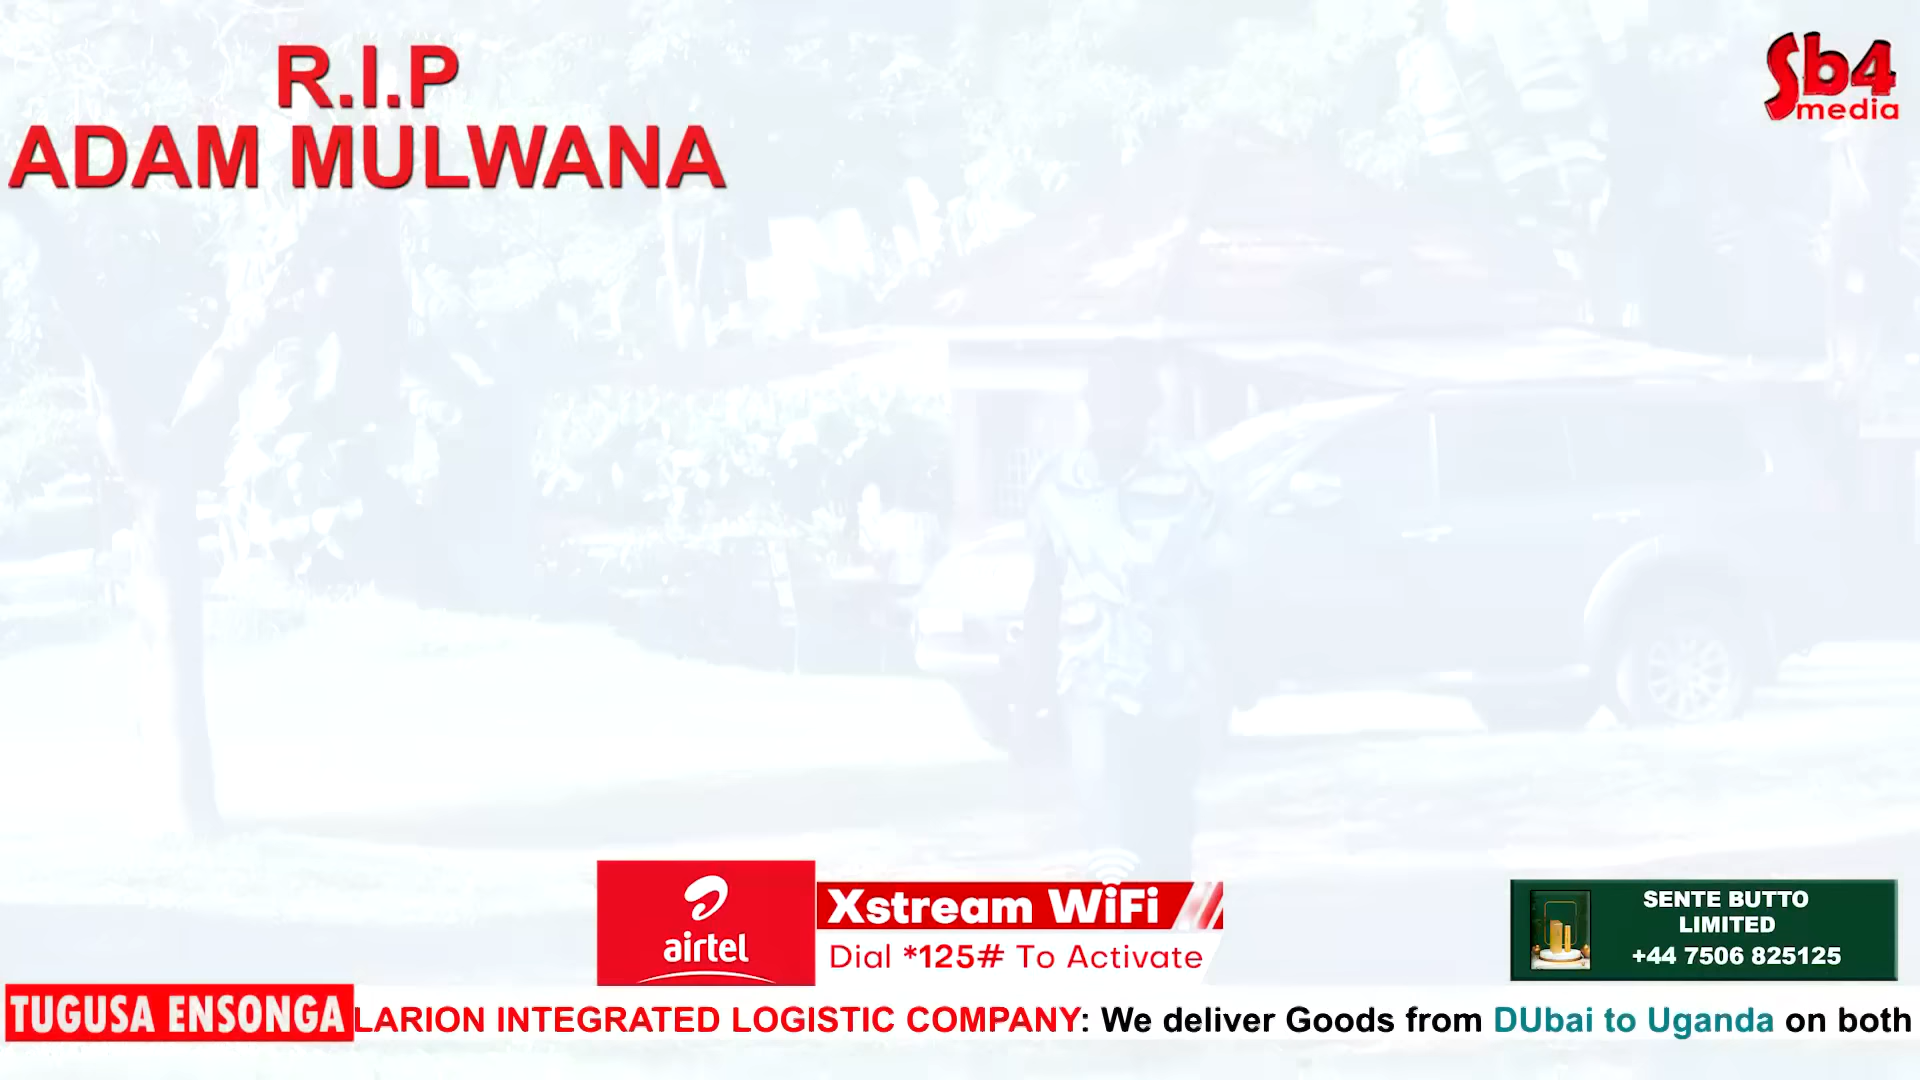 R.I.P
ADAM MULWANA
Sb4
media
airtel
Xstream WiFi
Dial *125# To Activate
SENTE BUTTO
LIMITED
+44 7506 825125
TUGUSA ENSONGA
LARION INTEGRATED LOGISTIC COMPANY: We deliver Goods from DUbai to Uganda on both